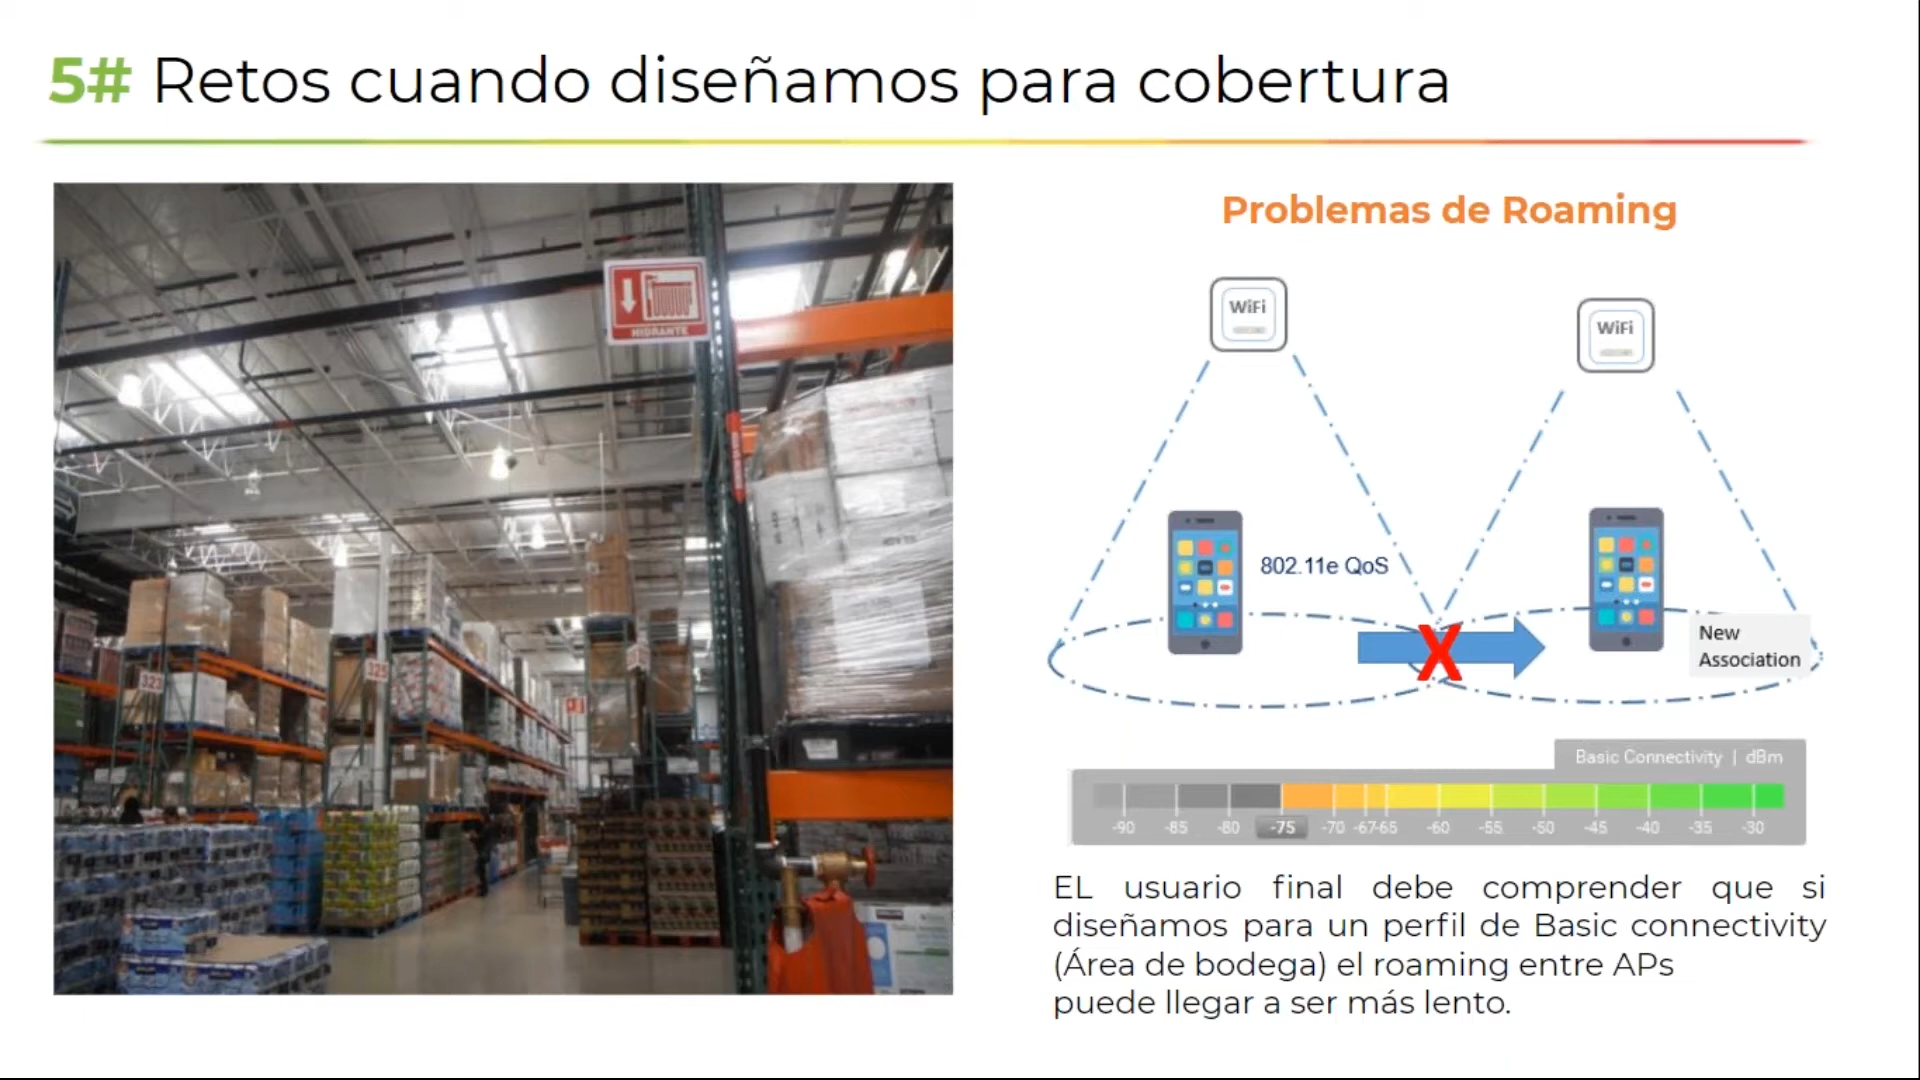 5# Retos cuando diseñamos para cobertura
HIDRANTE
323
325
Problemas de Roaming
WiFi
WiFi
802.11e QoS
X
New
Association
Basic Connectivity | dBm
-90 -85 -80 -75 -70 -67 -65 -60 -55 -50 -45 -40 -35 -30
EL usuario final debe comprender que si
diseñamos para un perfil de Basic connectivity
(Área de bodega) el roaming entre APs
puede llegar a ser más lento.